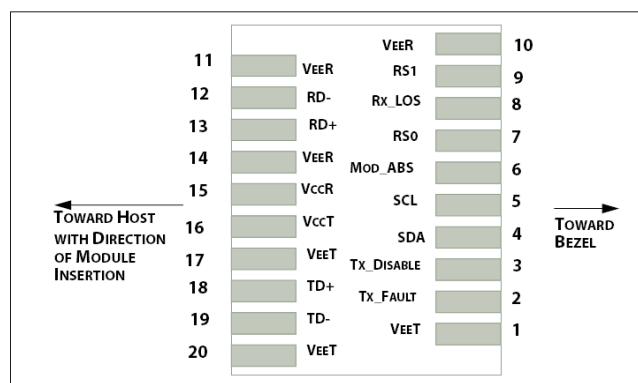 11 VEER
12 RD-
13 RD+
14 VEER
15 VCCR
16 VCCT
17 VEET
18 TD+
19 TD-
20 VEET
VEER 10
RS1 9
RX_LOS 8
RS0 7
MOD_ABS 6
SCL 5
SDA 4
TX_DISABLE 3
TX_FAULT 2
VEET 1
TOWARD HOST
WITH DIRECTION
OF MODULE
INSERTION
TOWARD
BEZEL